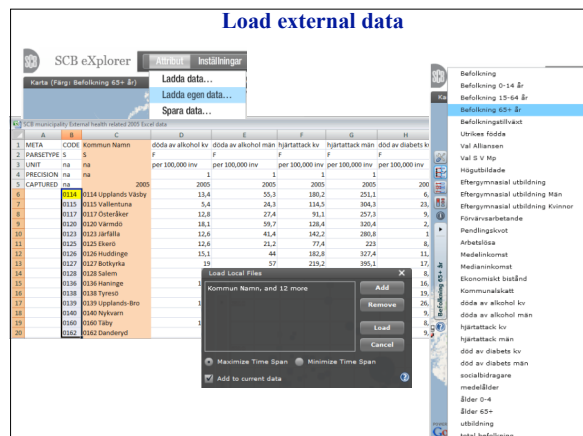 Load external data
SCB eXplorer
Attribut Inställningar
Karta (Färg: Befolkning 65+ år)
Ladda data...
Ladda egen data...
Spara data...
SCB municipality External health related 2005 Excel data
A B C D E F G H
1 META CODE Kommun Namn döda av alkohol kv döda av alkohol män hjärtattack kv hjärtattack män död av diabets k
2 PARSETYPE S S F F F F F
3 UNIT na na per 100,000 inv per 100,000 inv per 100,000 inv per 100,000 inv per 100,000 inv
4 PRECISION na na 1 1 1 1
5 CAPTURED na 2005 2005 2005 2005 2005 2005
6 0114 0114 Upplands Väsby 13,4 55,3 180,2 251,1 6,
7 0115 0115 Vallentuna 5,4 24,3 114,5 304,3 23,
8 0117 0117 Österåker 12,8 27,4 91,1 257,3 9,
9 0120 0120 Värmdö 18,1 59,7 128,4 320,4 2,
10 0123 0123 Järfälla 12,6 41,4 142,2 280,8 1
11 0125 0125 Ekerö 12,6 21,2 77,4 223 8,
12 0126 0126 Huddinge 15,1 44 182,8 327,4 11,
13 0127 0127 Botkyrka 19 57 219,2 395,1 17,
14 0128 0128 Salem 8,
15 0136 0136 Haninge 1 16,
16 0138 0138 Tyresö 19,
17 0139 0139 Upplands-Bro 1 26,
18 0140 0140 Nykvarn 9,
19 0160 0160 Täby 1 8,
20 0162 0162 Danderyd 9,
Load Local Files
Kommun Namn, and 12 more
Add
Remove
Load
Cancel
Maximize Time Span Minimize Time Span
Add to current data
Ka
Befolkning 65+ år
Befolkning
Befolkning 0-14 år
Befolkning 15-64 år
Befolkning 65+ år
Befolkningstillväxt
Utrikes födda
Val Alliansen
Val S V Mp
Högutbildade
Eftergymnasial utbildning
Eftergymnasial utbildning Män
Eftergymnasial utbildning Kvinnor
Förvärvsarbetande
Pendlingskvot
Arbetslösa
Medelinkomst
Medianinkomst
Ekonomiskt bistånd
Kommunalskatt
döda av alkohol kv
döda av alkohol män
hjärtattack kv
hjärtattack män
död av diabets kv
död av diabets män
socialbidragare
medelålder
ålder 0-4
ålder 65+
utbildning
total befolkning